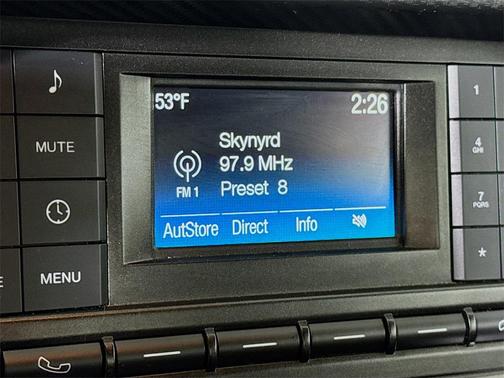 53°F
2:26
Skynyrd
97.9 MHz
FM 1
Preset 8
AutStore Direct Info
MUTE
MENU
E
1
4
GHI
7
PQRS
*